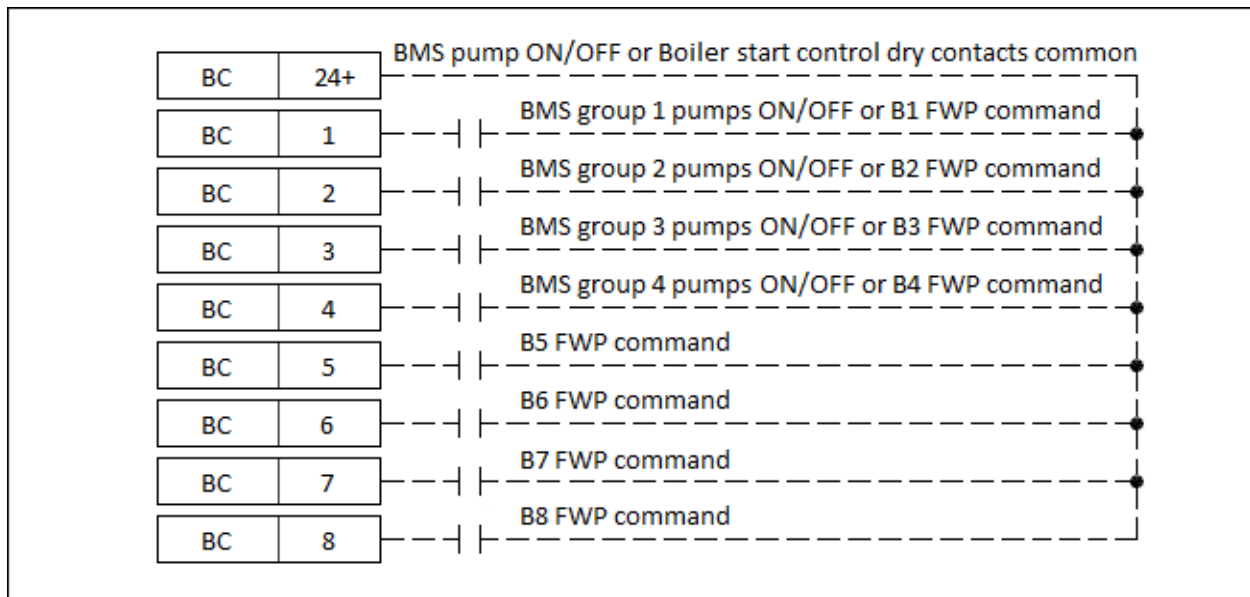 BMS pump ON/OFF or Boiler start control dry contacts common
BC 24+
BMS group 1 pumps ON/OFF or B1 FWP command
BC 1
BMS group 2 pumps ON/OFF or B2 FWP command
BC 2
BMS group 3 pumps ON/OFF or B3 FWP command
BC 3
BMS group 4 pumps ON/OFF or B4 FWP command
BC 4
B5 FWP command
BC 5
B6 FWP command
BC 6
B7 FWP command
BC 7
B8 FWP command
BC 8